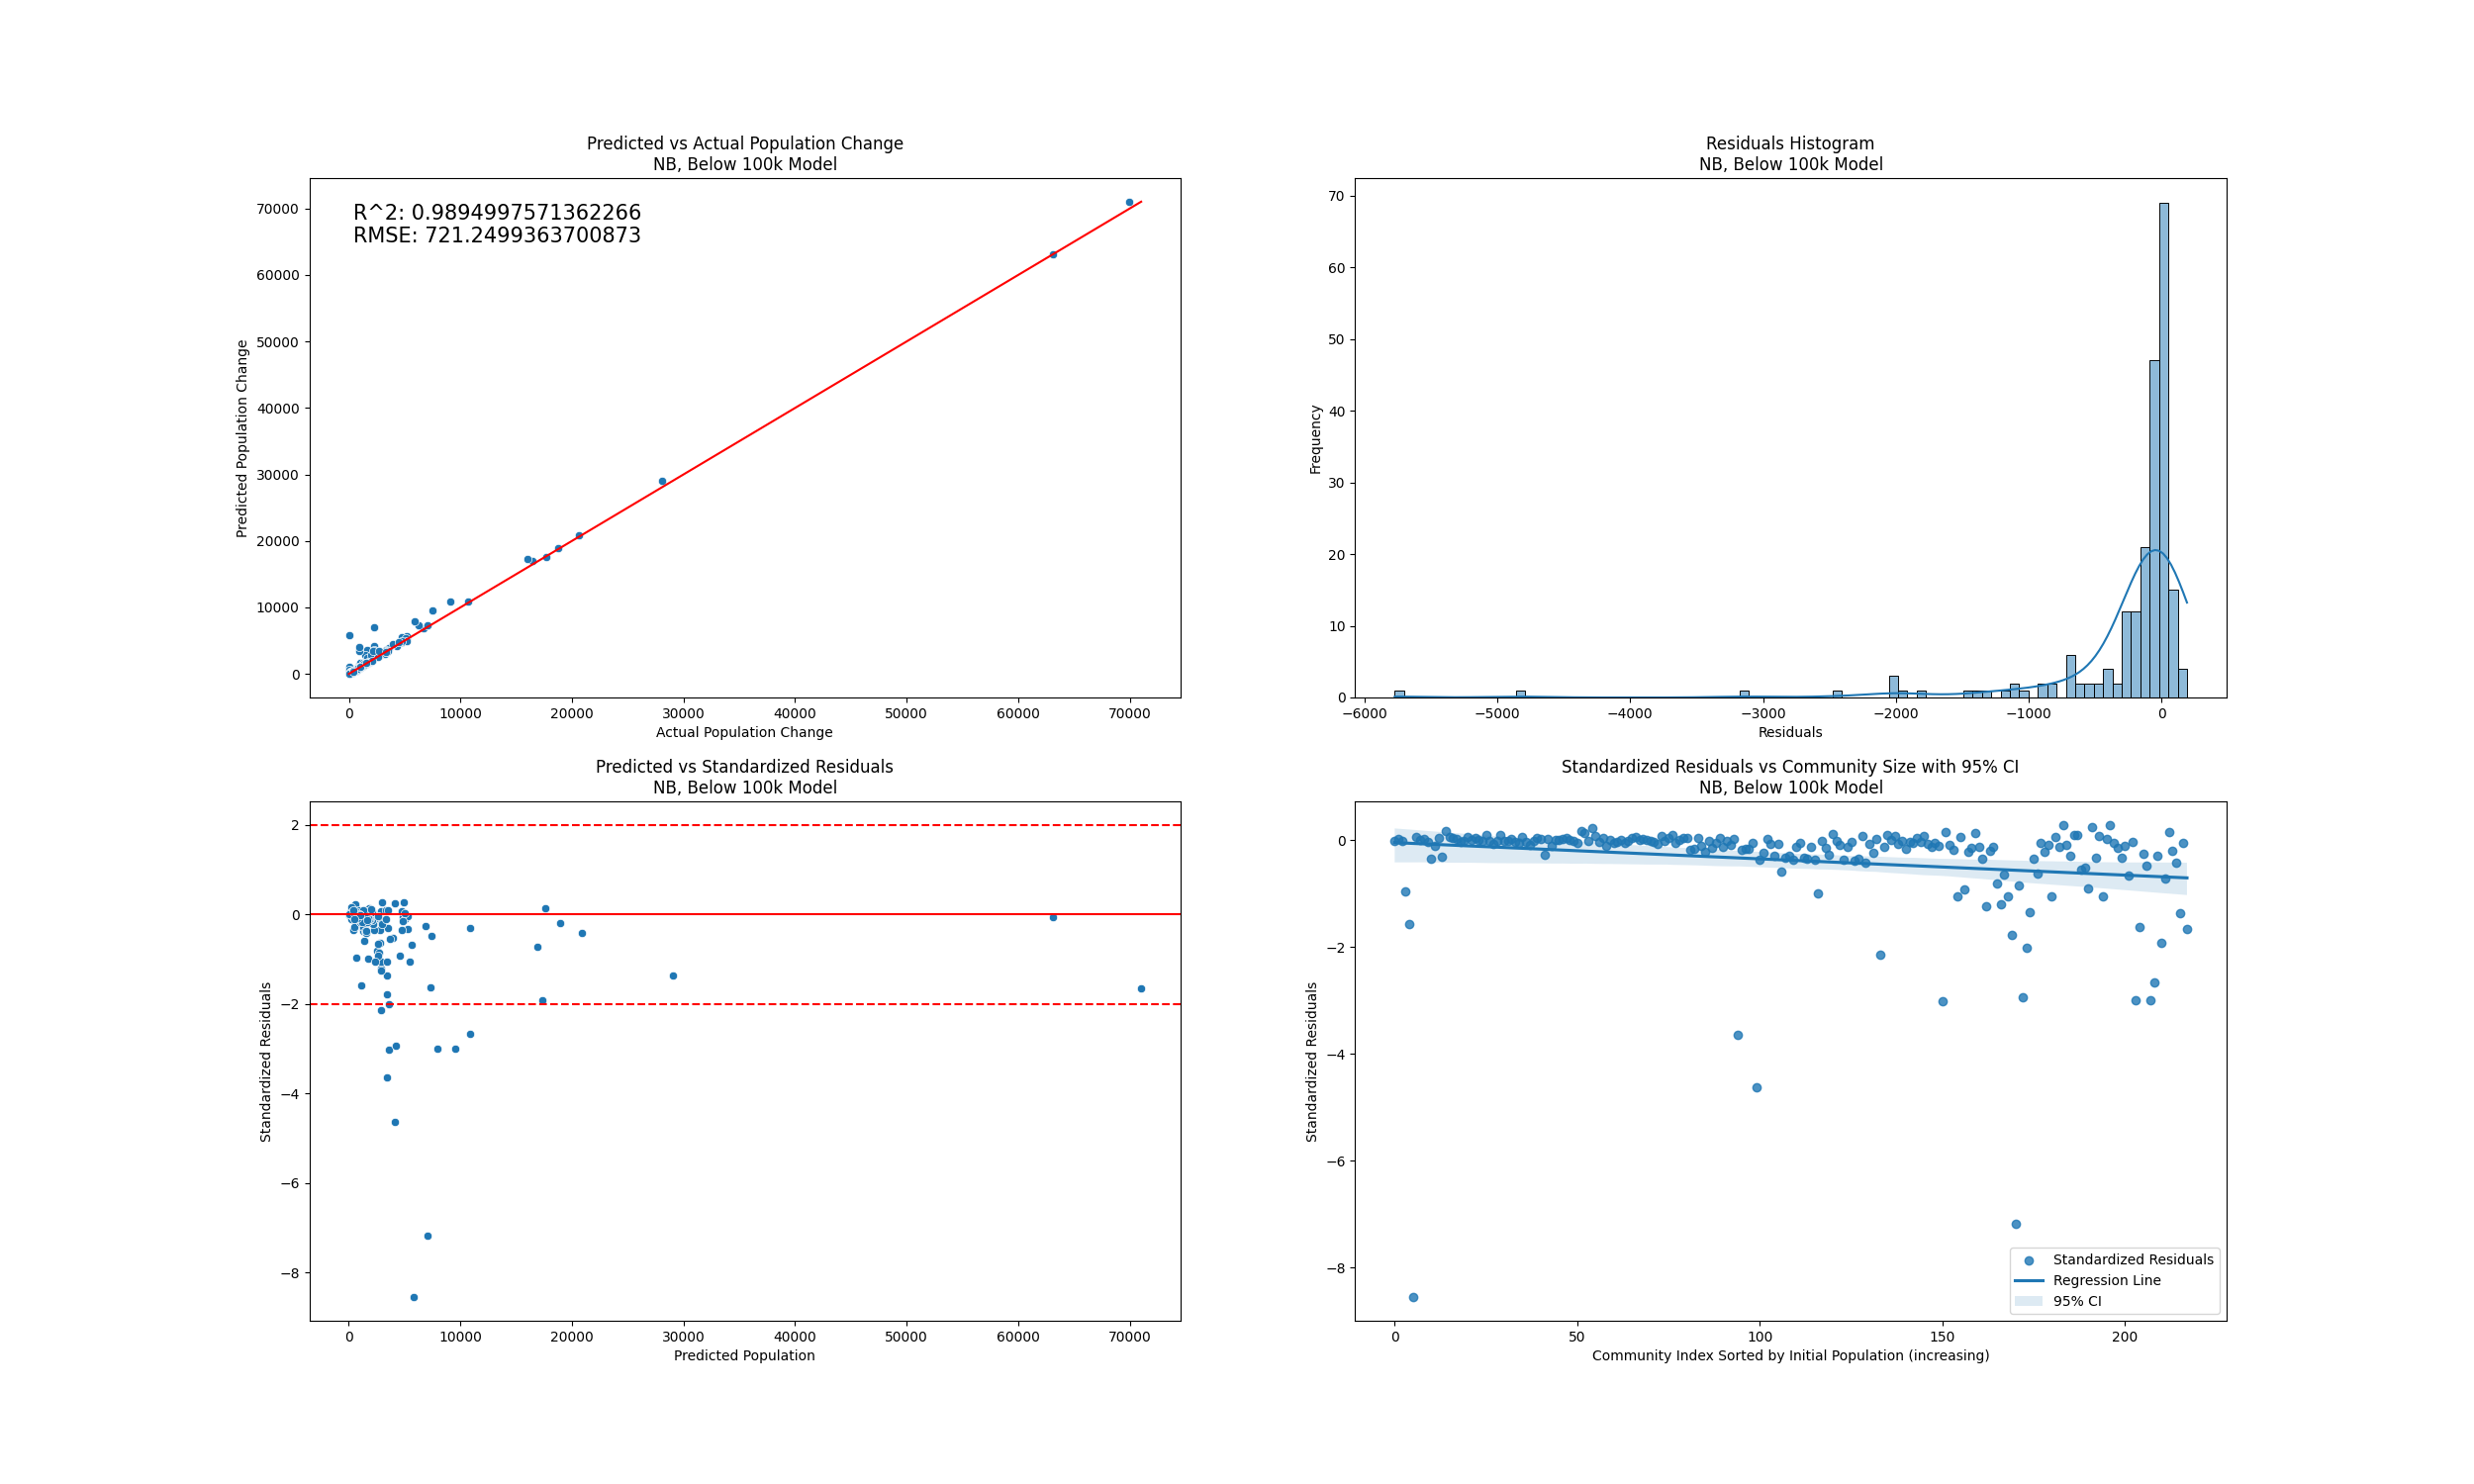 Predicted vs Actual Population Change
NB, Below 100k Model
R^2: 0.9894997571362266
RMSE: 721.2499363700873
70000
60000
50000
40000
30000
20000
10000
0
Predicted Population Change
0 10000 20000 30000 40000 50000 60000 70000
Actual Population Change
Residuals Histogram
NB, Below 100k Model
70
60
50
40
30
20
10
0
Frequency
−6000 −5000 −4000 −3000 −2000 −1000 0
Residuals
Predicted vs Standardized Residuals
NB, Below 100k Model
2
0
−2
−4
−6
−8
Standardized Residuals
0 10000 20000 30000 40000 50000 60000 70000
Predicted Population
Standardized Residuals vs Community Size with 95% CI
NB, Below 100k Model
0
−2
−4
−6
−8
Standardized Residuals
Standardized Residuals
Regression Line
95% CI
0 50 100 150 200
Community Index Sorted by Initial Population (increasing)